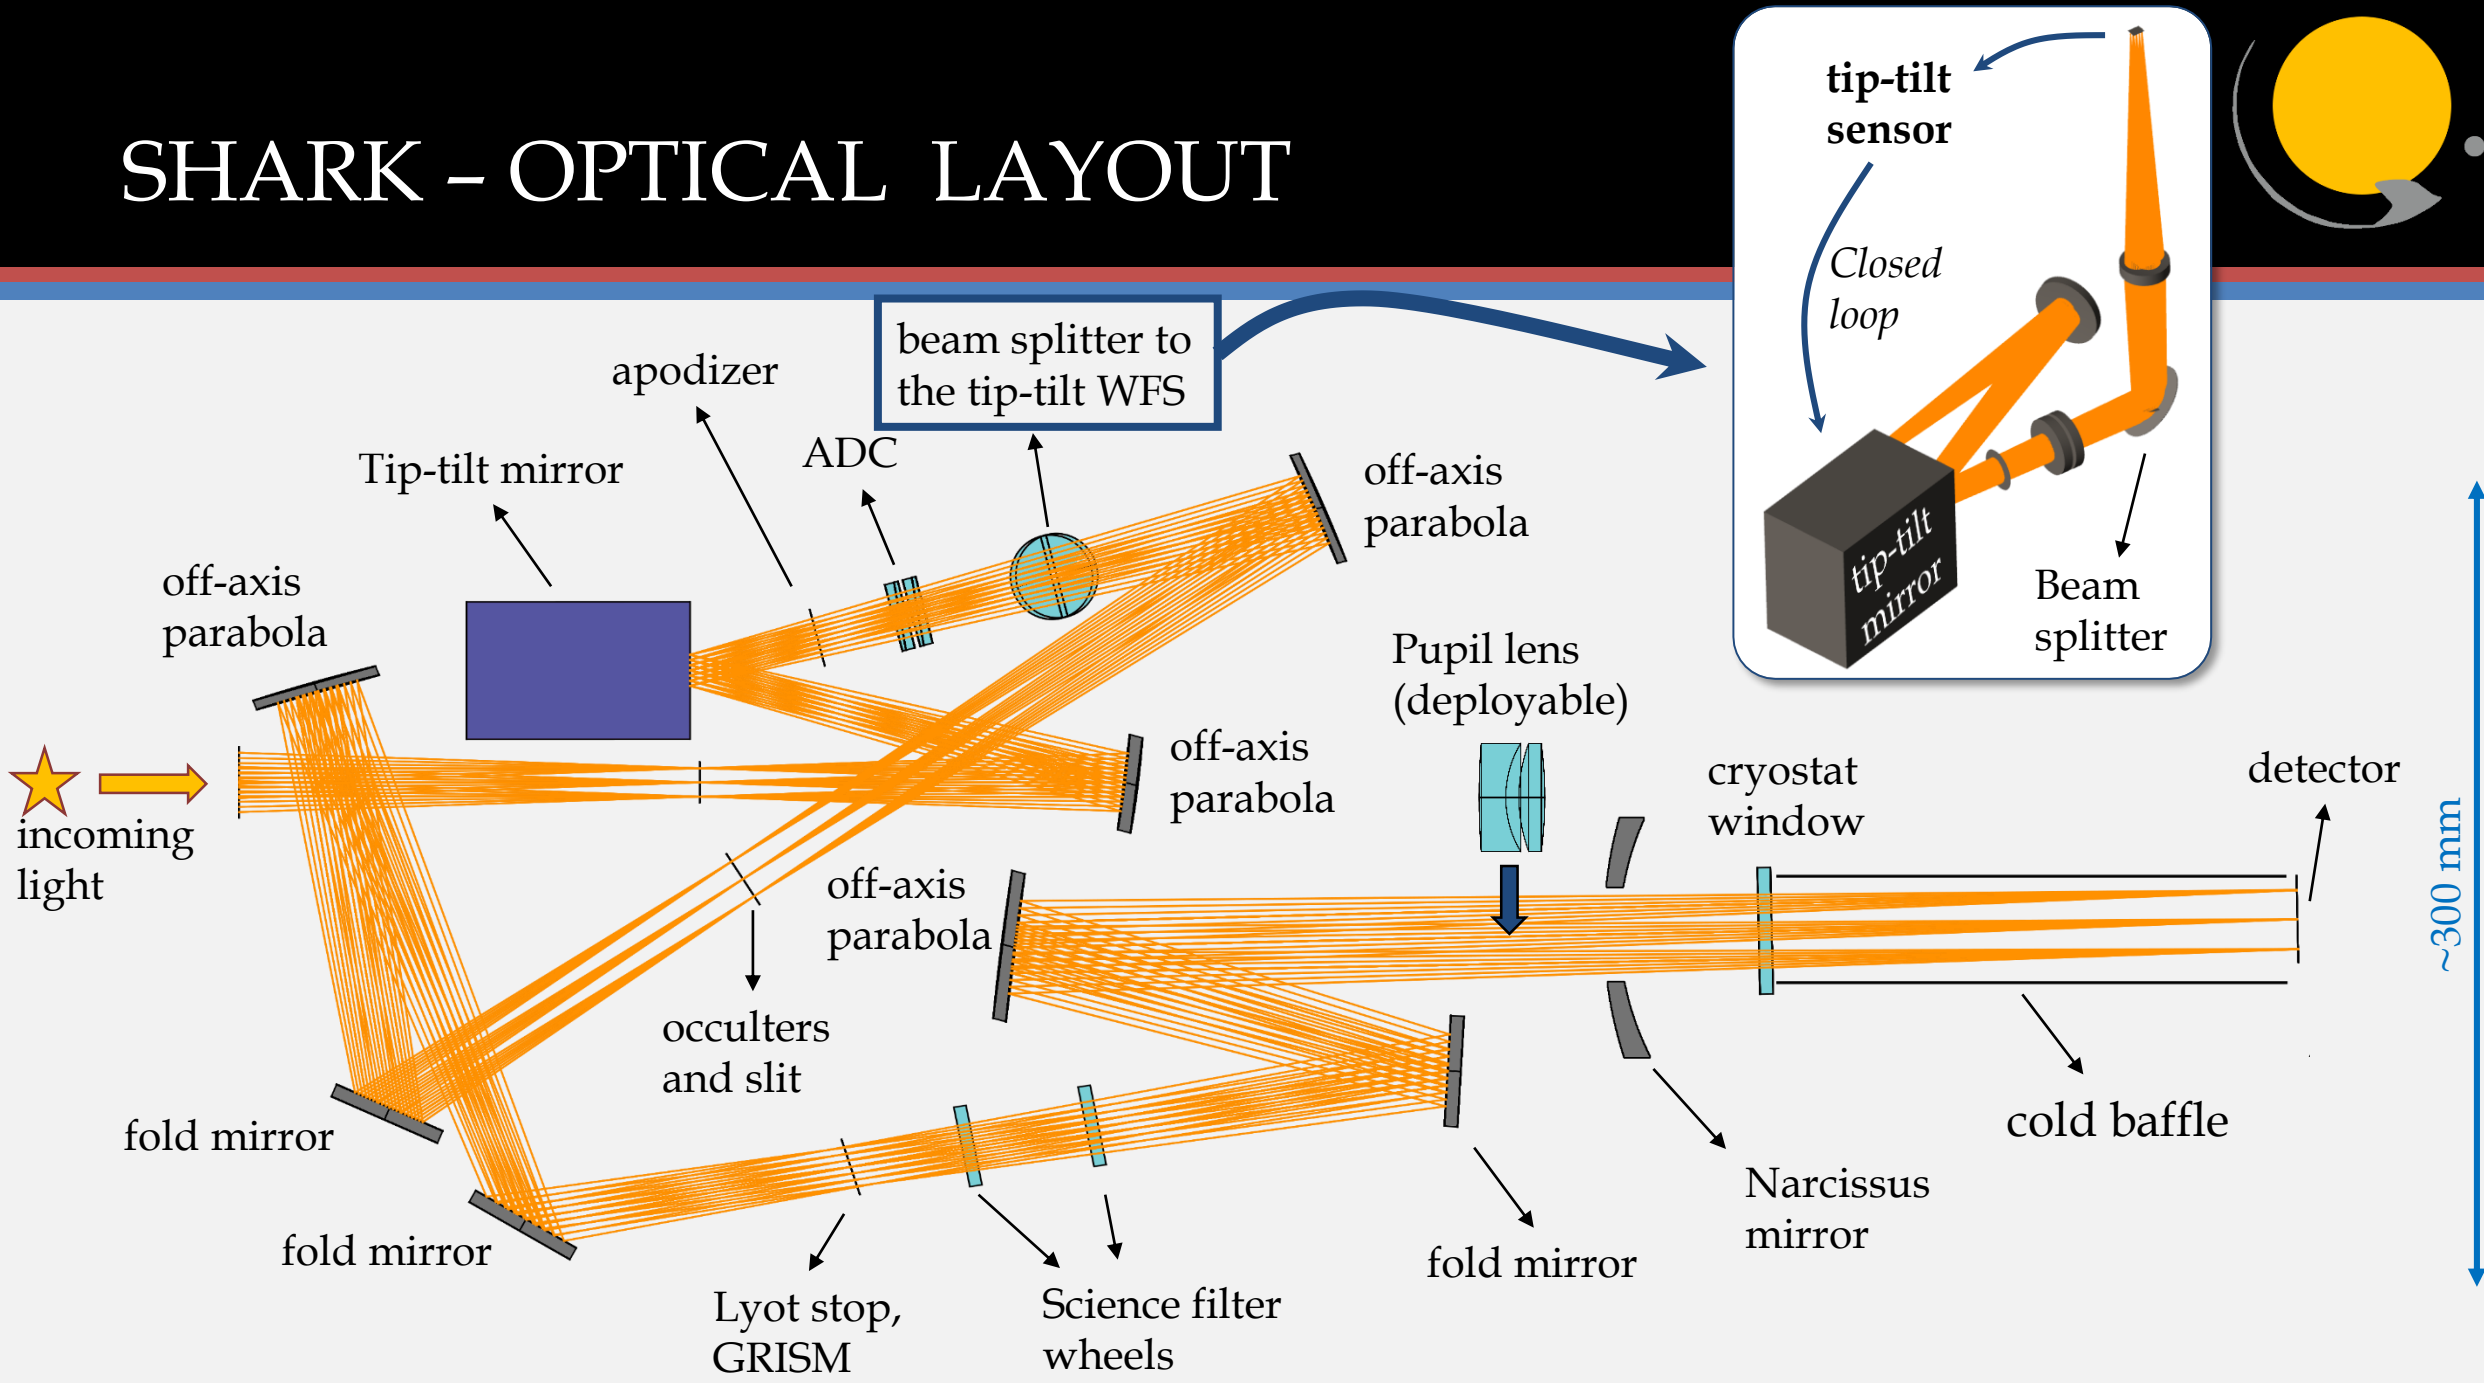 SHARK – OPTICAL LAYOUT
tip-tilt
sensor
Closed
loop
tip-tilt
mirror
Beam
splitter
beam splitter to
the tip-tilt WFS
apodizer
ADC
Tip-tilt mirror
off-axis
parabola
off-axis
parabola
incoming
light
off-axis
parabola
Pupil lens
(deployable)
cryostat
window
detector
~300 mm
off-axis
parabola
occulters
and slit
fold mirror
fold mirror
Lyot stop,
GRISM
Science filter
wheels
fold mirror
Narcissus
mirror
cold baffle